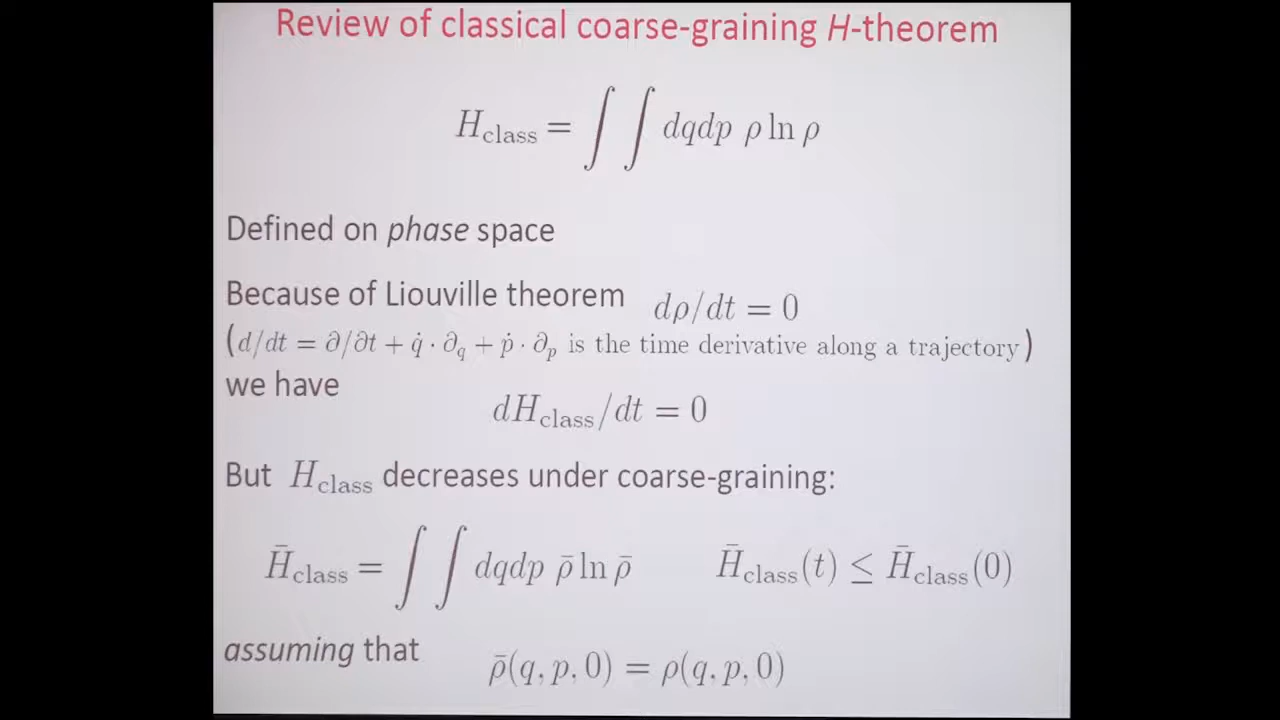 Review of classical coarse-graining H-theorem
H_class = ∫ ∫ dqdp ρ ln ρ
Defined on phase space
Because of Liouville theorem dρ/dt = 0
(d/dt = ∂/∂t + q̇ · ∂_q + ṗ · ∂_p is the time derivative along a trajectory)
we have
dH_class/dt = 0
But H_class decreases under coarse-graining:
H̄_class = ∫ ∫ dqdp ρ̄ ln ρ̄ H̄_class(t) ≤ H̄_class(0)
assuming that
ρ̄(q, p, 0) = ρ(q, p, 0)